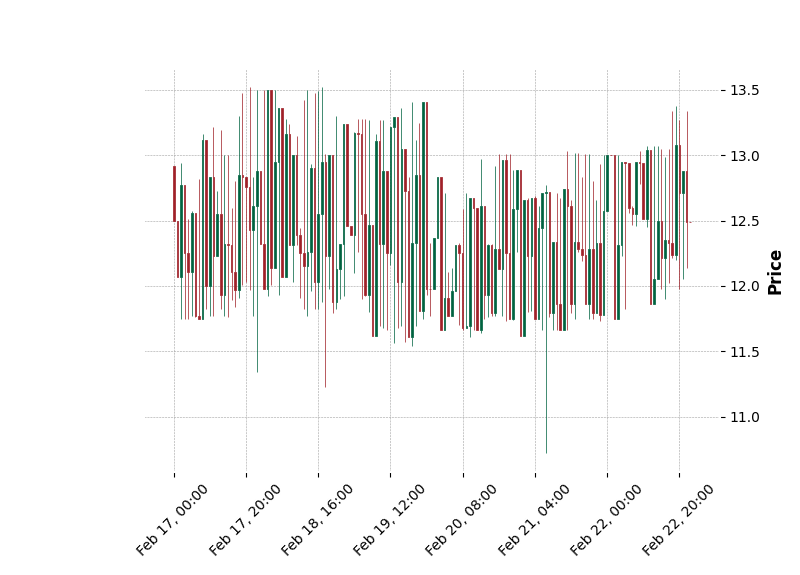 13.5
13.0
12.5
12.0
11.5
11.0
Price
Feb 17, 00:00
Feb 17, 20:00
Feb 18, 16:00
Feb 19, 12:00
Feb 20, 08:00
Feb 21, 04:00
Feb 22, 00:00
Feb 22, 20:00